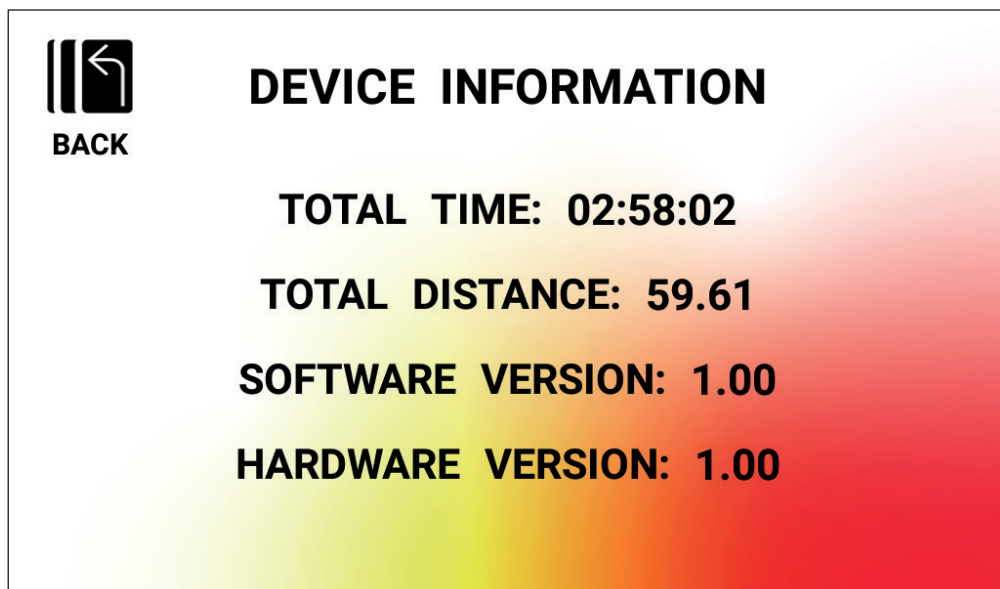 DEVICE INFORMATION
BACK
TOTAL TIME: 02:58:02
TOTAL DISTANCE: 59.61
SOFTWARE VERSION: 1.00
HARDWARE VERSION: 1.00